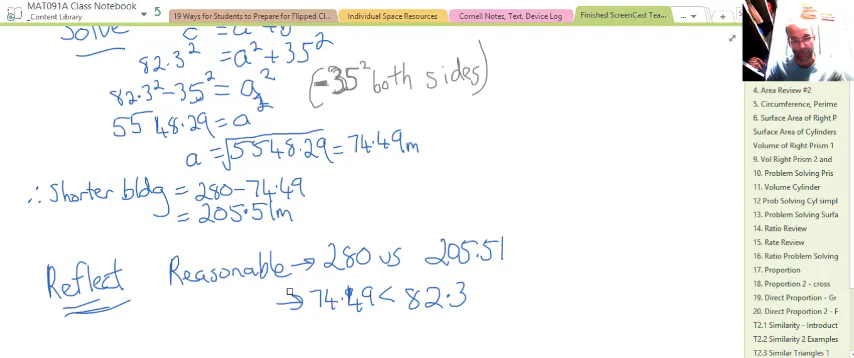 MAT091A Class Notebook
_Content Library
5
19 Ways for Students to Prepare for Flipped Cl
Individual Space Resources
Cornell Notes, Text, Device Log
Finished ScreenCast Tea...
...
Solve
82.3² = a² + 35²
82.3² - 35² = a²
(-35² both sides)
5548.29 = a²
a = √5548.29 = 74.49m
∴ Shorter bldg = 280 - 74.49
= 205.51m
Reflect Reasonable → 280 vs 205.51
→ 74.49 < 82.3
4. Area Review #2
5. Circumference, Perime
6. Surface Area of Right P
Surface Area of Cylinders
Volume of Right Prism 1
9. Vol Right Prism 2 and
10. Problem Solving Pris
11. Volume Cylinder
12 Prob Solving Cyl simpl
13. Problem Solving Surfa
14. Ratio Review
15. Rate Review
16. Ratio Problem Solving
17. Proportion
18. Proportion 2 - cross
19. Direct Proportion - Gr
20. Direct Proportion 2 - F
T2.1 Similarity - Introduct
T2.2 Similarity 2 Examples
T2.3 Similar Triangles 1